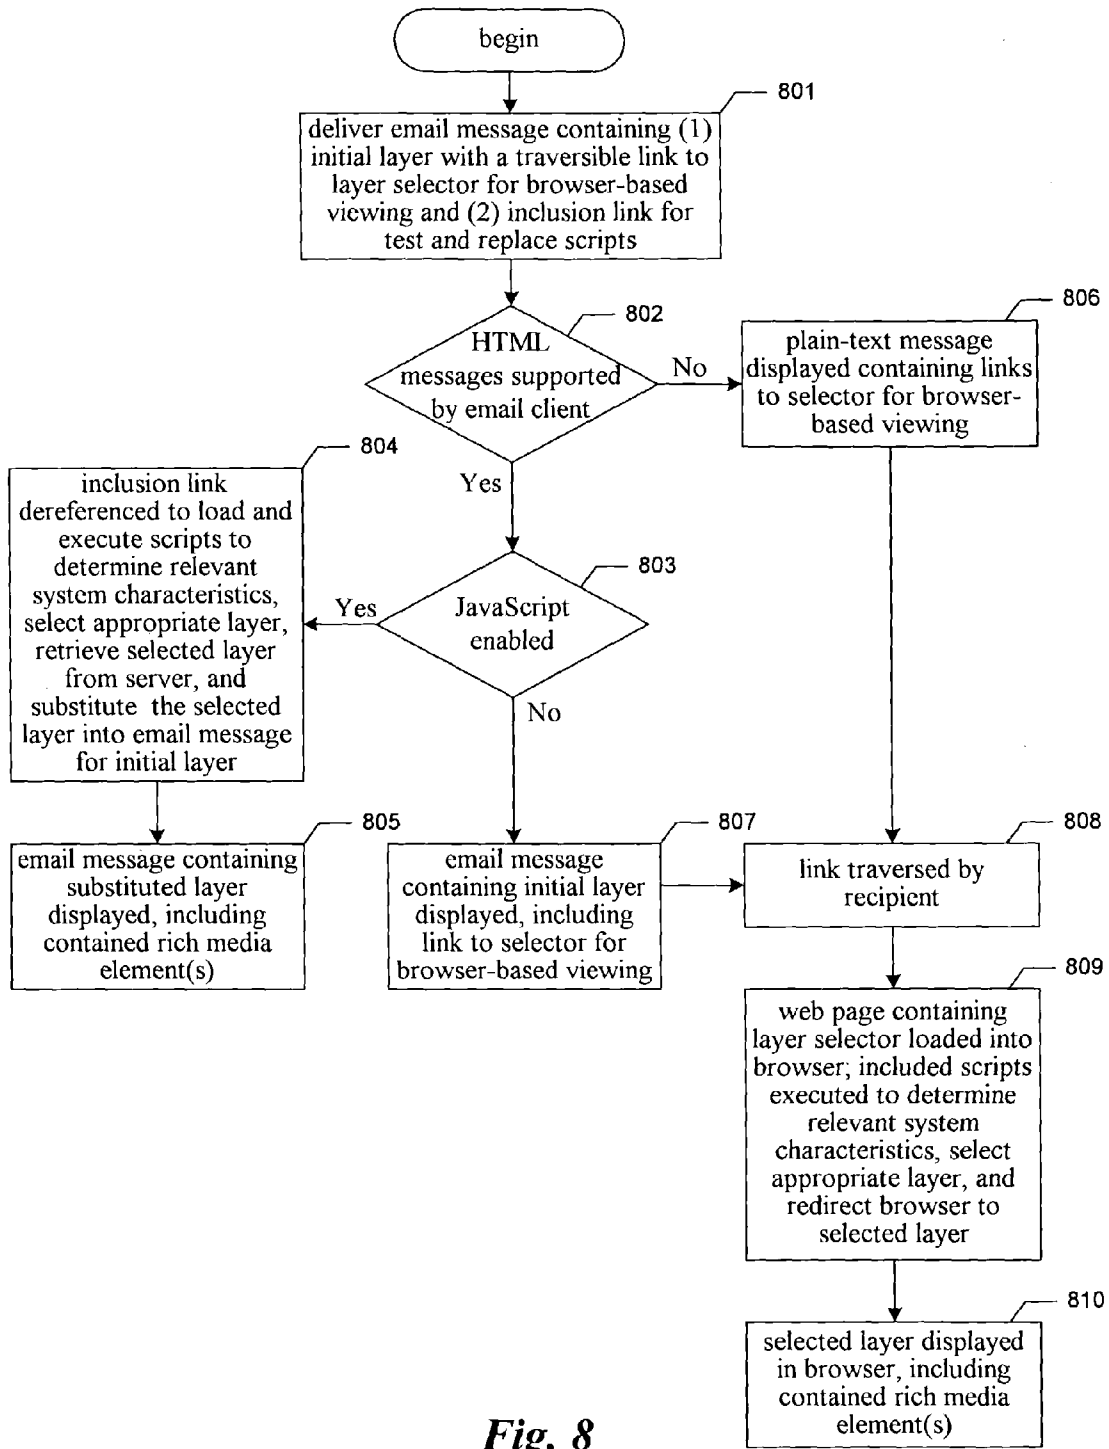 begin
801
deliver email message containing (1)
initial layer with a traversible link to
layer selector for browser-based
viewing and (2) inclusion link for
test and replace scripts
802
HTML
messages supported
by email client
No
806
plain-text message
displayed containing links
to selector for browser-
based viewing
Yes
804
inclusion link
dereferenced to load and
execute scripts to
determine relevant
system characteristics,
select appropriate layer,
retrieve selected layer
from server, and
substitute the selected
layer into email message
for initial layer
803
JavaScript
enabled
Yes
No
805
email message containing
substituted layer
displayed, including
contained rich media
element(s)
807
email message
containing initial layer
displayed, including
link to selector for
browser-based viewing
808
link traversed by
recipient
809
web page containing
layer selector loaded into
browser; included scripts
executed to determine
relevant system
characteristics, select
appropriate layer, and
redirect browser to
selected layer
810
selected layer displayed
in browser, including
contained rich media
element(s)
Fig. 8